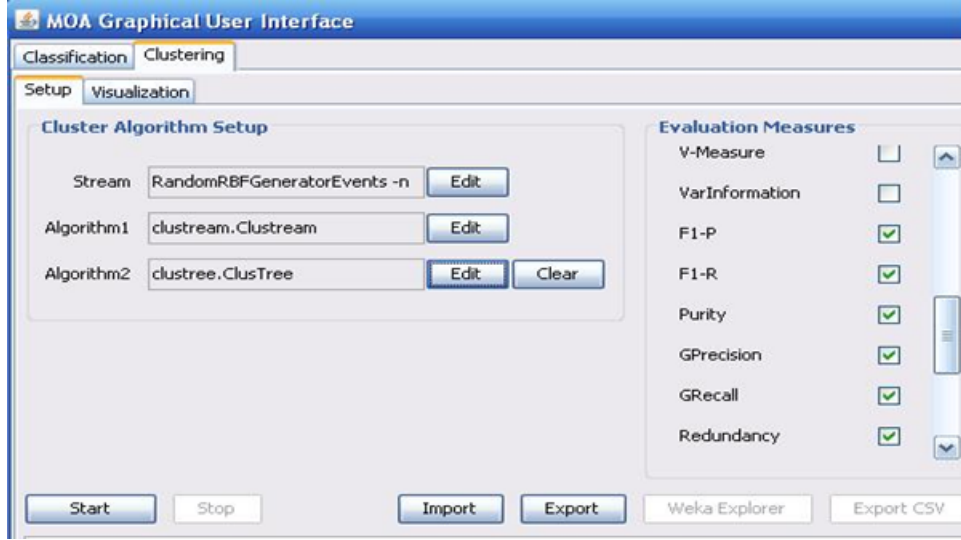 MOA Graphical User Interface
Classification Clustering
Setup Visualization
Cluster Algorithm Setup
Stream RandomRBFGeneratorEvents -n Edit
Algorithm1 clustream.Clustream Edit
Algorithm2 clustree.ClusTree Edit Clear
Evaluation Measures
V-Measure
VarInformation
F1-P
F1-R
Purity
GPrecision
GRecall
Redundancy
Start Stop Import Export Weka Explorer Export CSV